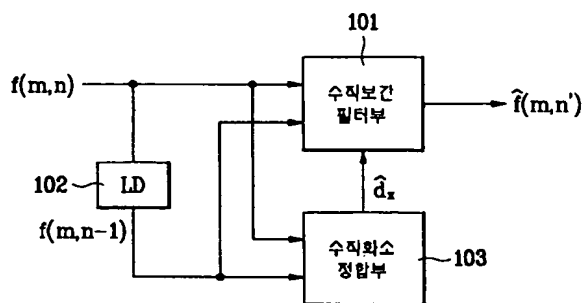 101
f(m,n)
수직보간
필터부
f̂(m,n')
102
LD
d̂x
f(m,n-1)
수직화소
정합부
103